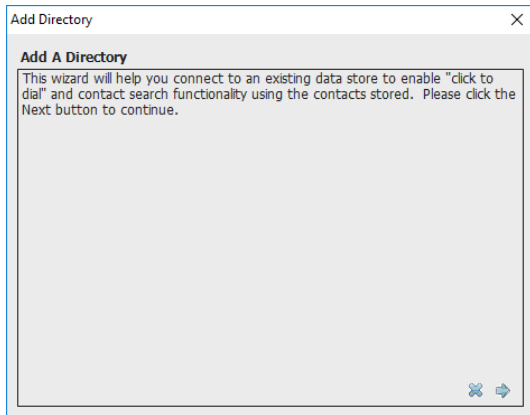 Add Directory
Add A Directory
This wizard will help you connect to an existing data store to enable "click to
dial" and contact search functionality using the contacts stored.  Please click the
Next button to continue.